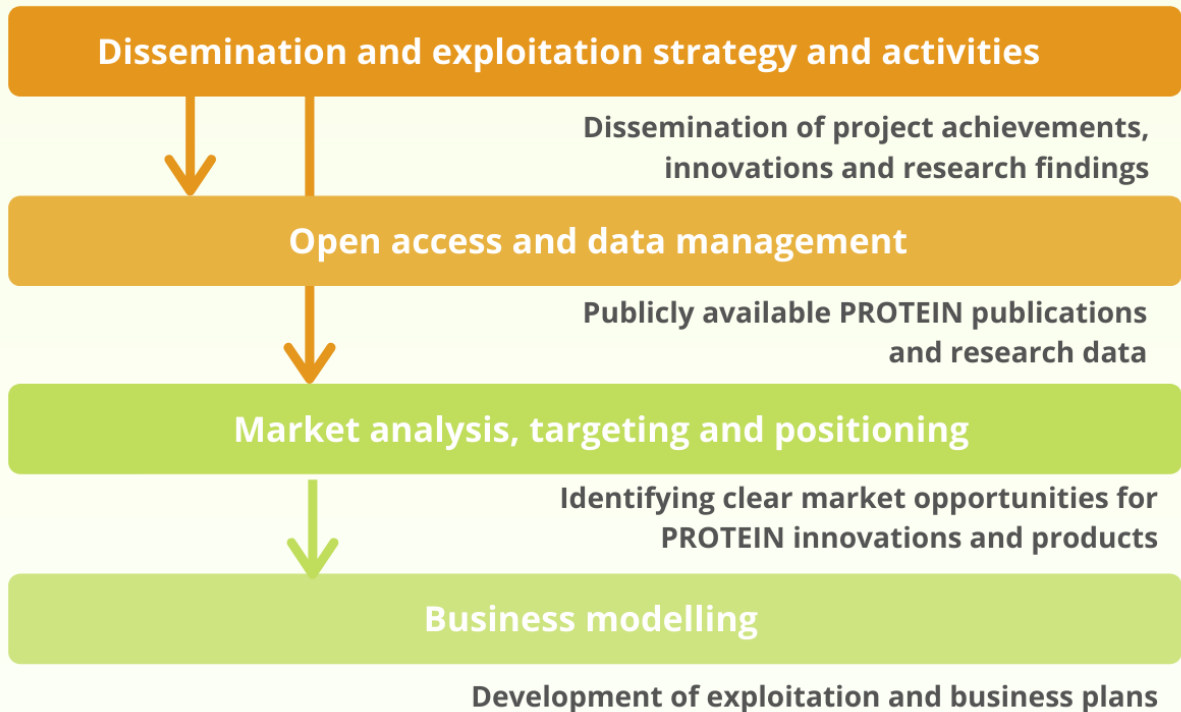 Dissemination and exploitation strategy and activities
Dissemination of project achievements,
innovations and research findings
Open access and data management
Publicly available PROTEIN publications
and research data
Market analysis, targeting and positioning
Identifying clear market opportunities for
PROTEIN innovations and products
Business modelling
Development of exploitation and business plans